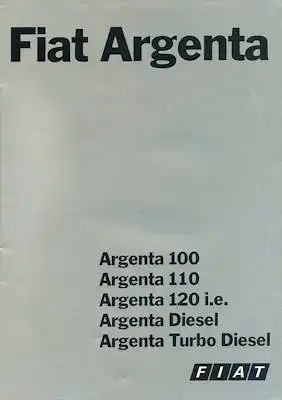 Fiat Argenta
Argenta 100
Argenta 110
Argenta 120 i.e.
Argenta Diesel
Argenta Turbo Diesel
FIAT